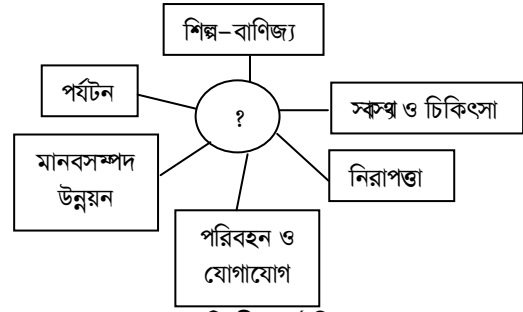 শিল্প–বাণিজ্য
পর্যটন
?
ও চিকিৎসা
মানবসম্পদ
উন্নয়ন
নিরাপত্তা
পরিবহন ও
যোগাযোগ